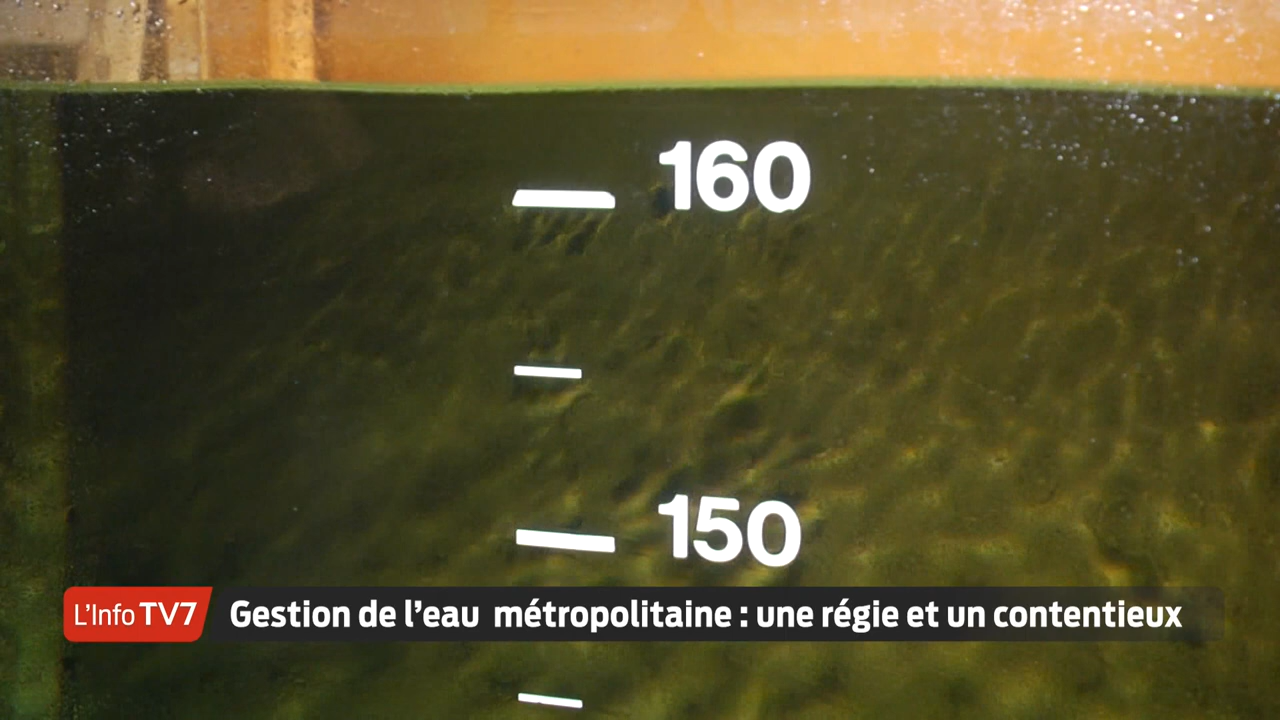 160
150
L'Info TV7
Gestion de l'eau métropolitaine : une régie et un contentieux